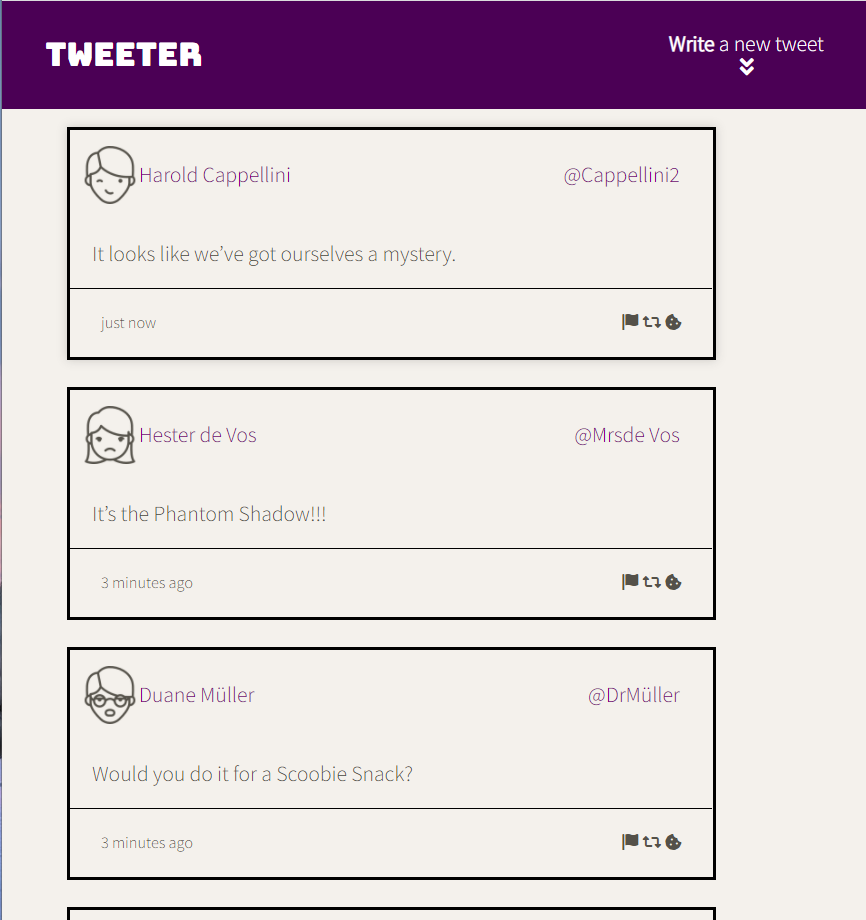 TWEETER
Write a new tweet
Harold Cappellini
@Cappellini2
It looks like we’ve got ourselves a mystery.
just now
Hester de Vos
@Mrsde Vos
It’s the Phantom Shadow!!!
3 minutes ago
Duane Müller
@DrMüller
Would you do it for a Scoobie Snack?
3 minutes ago